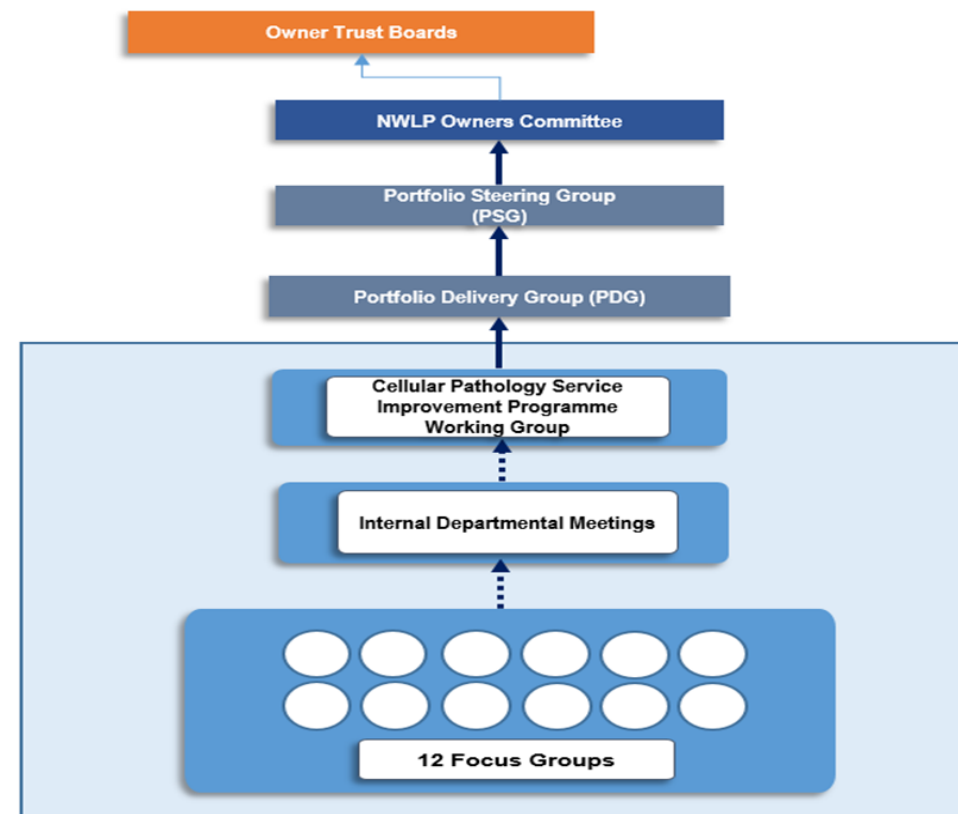 Owner Trust Boards
NWLP Owners Committee
Portfolio Steering Group
(PSG)
Portfolio Delivery Group (PDG)
Cellular Pathology Service
Improvement Programme
Working Group
Internal Departmental Meetings
12 Focus Groups